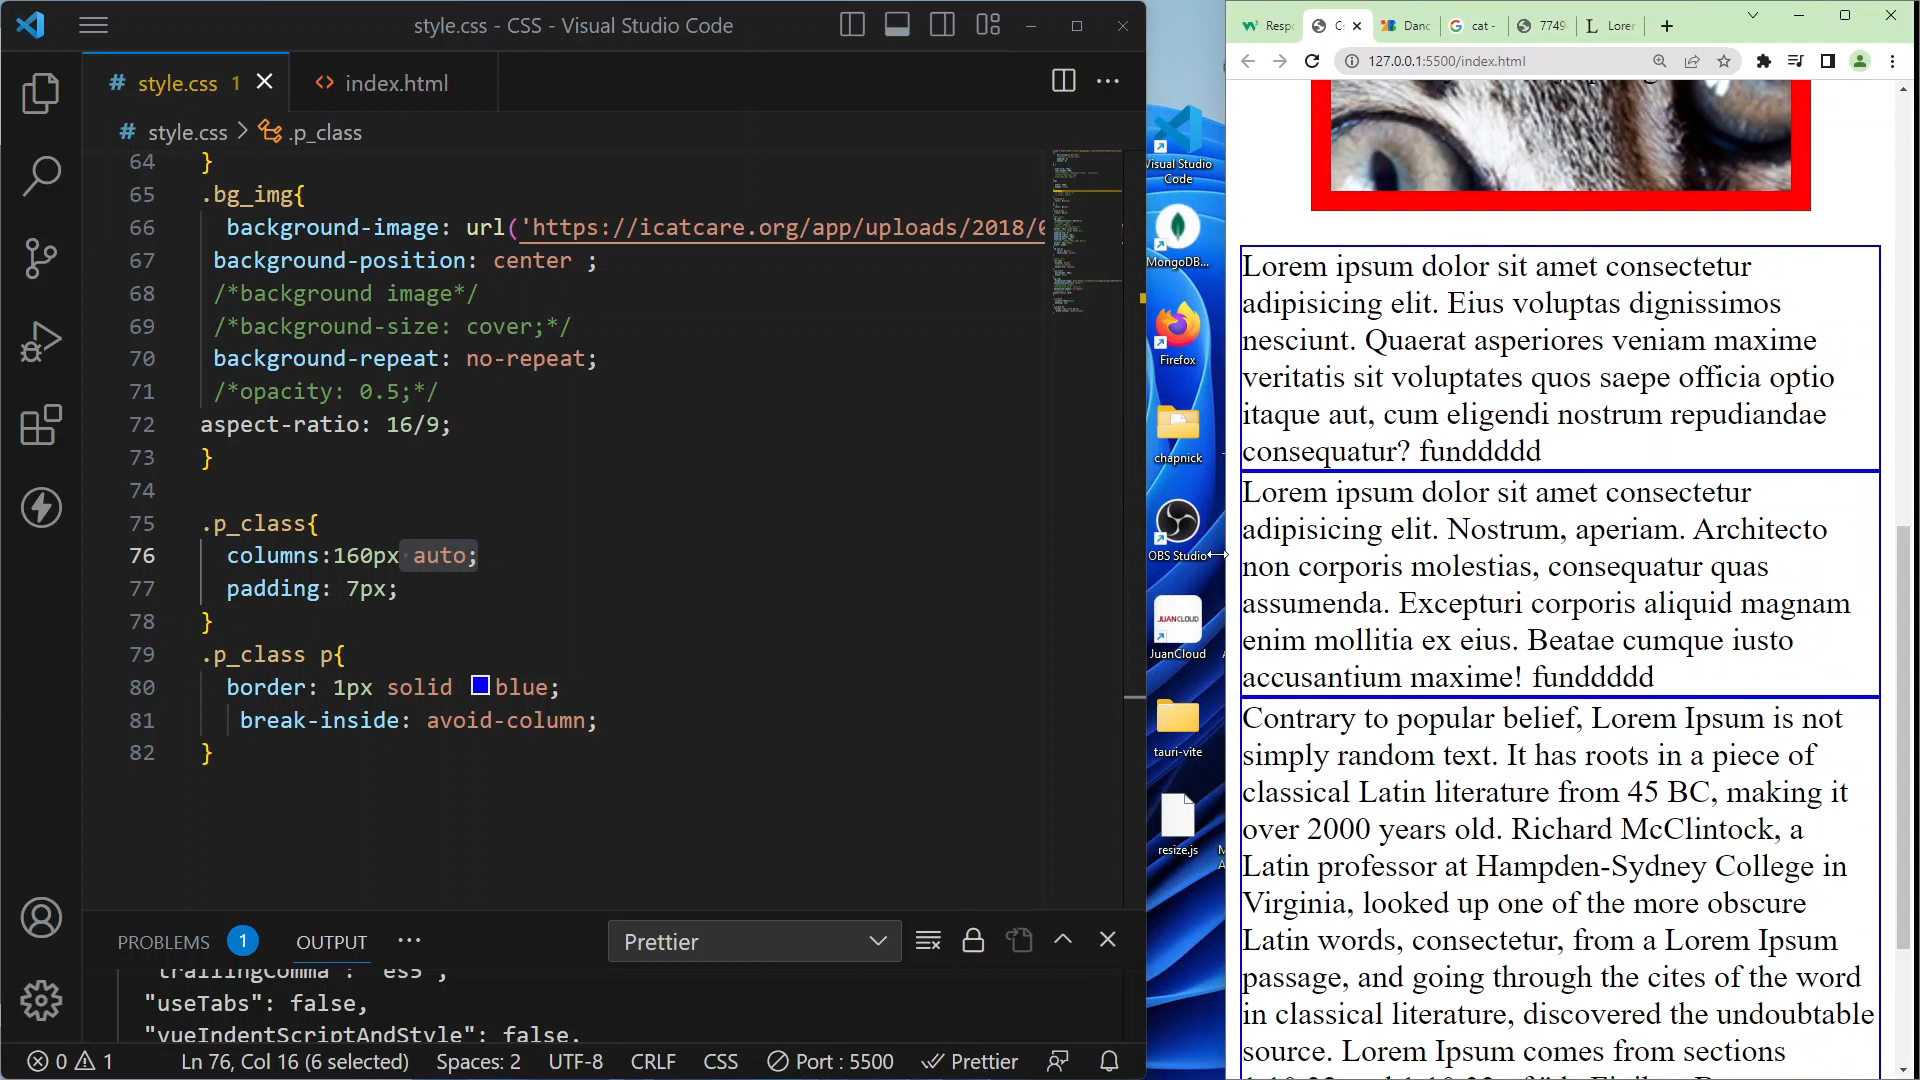 style.css - CSS - Visual Studio Code
# style.css 1
<> index.html
# style.css > .p_class
64 }
65 .bg_img{
66 background-image: url('https://icatcare.org/app/uploads/2018/0
67 background-position: center ;
68 /*background image*/
69 /*background-size: cover;*/
70 background-repeat: no-repeat;
71 /*opacity: 0.5;*/
72 aspect-ratio: 16/9;
73 }
74
75 .p_class{
76 columns:160px auto;
77 padding: 7px;
78 }
79 .p_class p{
80 border: 1px solid blue;
81 break-inside: avoid-column;
82 }
PROBLEMS 1 OUTPUT ···
Prettier
"trailingComma": "es5",
"useTabs": false,
"vueIndentScriptAndStyle": false,
0 1 Ln 76, Col 16 (6 selected) Spaces: 2 UTF-8 CRLF CSS Port : 5500 Prettier
Visual Studio Code
MongoDB...
Firefox
chapnick
OBS Studio
JUANCLOUD
JuanCloud
tauri-vite
resize.js
Resp
Danc
cat -
7749
Lorer
127.0.0.1:5500/index.html
Lorem ipsum dolor sit amet consectetur
adipisicing elit. Eius voluptas dignissimos
nesciunt. Quaerat asperiores veniam maxime
veritatis sit voluptates quos saepe officia optio
itaque aut, cum eligendi nostrum repudiandae
consequatur? funddddd
Lorem ipsum dolor sit amet consectetur
adipisicing elit. Nostrum, aperiam. Architecto
non corporis molestias, consequatur quas
assumenda. Excepturi corporis aliquid magnam
enim mollitia ex eius. Beatae cumque iusto
accusantium maxime! funddddd
Contrary to popular belief, Lorem Ipsum is not
simply random text. It has roots in a piece of
classical Latin literature from 45 BC, making it
over 2000 years old. Richard McClintock, a
Latin professor at Hampden-Sydney College in
Virginia, looked up one of the more obscure
Latin words, consectetur, from a Lorem Ipsum
passage, and going through the cites of the word
in classical literature, discovered the undoubtable
source. Lorem Ipsum comes from sections